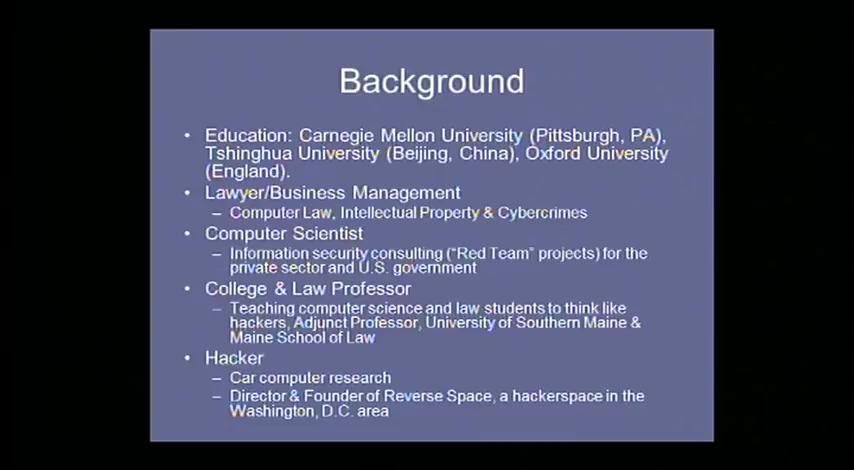 Background
• Education: Carnegie Mellon University (Pittsburgh, PA),
Tshinghua University (Beijing, China), Oxford University
(England).
• Lawyer/Business Management
– Computer Law, Intellectual Property & Cybercrimes
• Computer Scientist
– Information security consulting ("Red Team" projects) for the
private sector and U.S. government
• College & Law Professor
– Teaching computer science and law students to think like
hackers, Adjunct Professor, University of Southern Maine &
Maine School of Law
• Hacker
– Car computer research
– Director & Founder of Reverse Space, a hackerspace in the
Washington, D.C. area